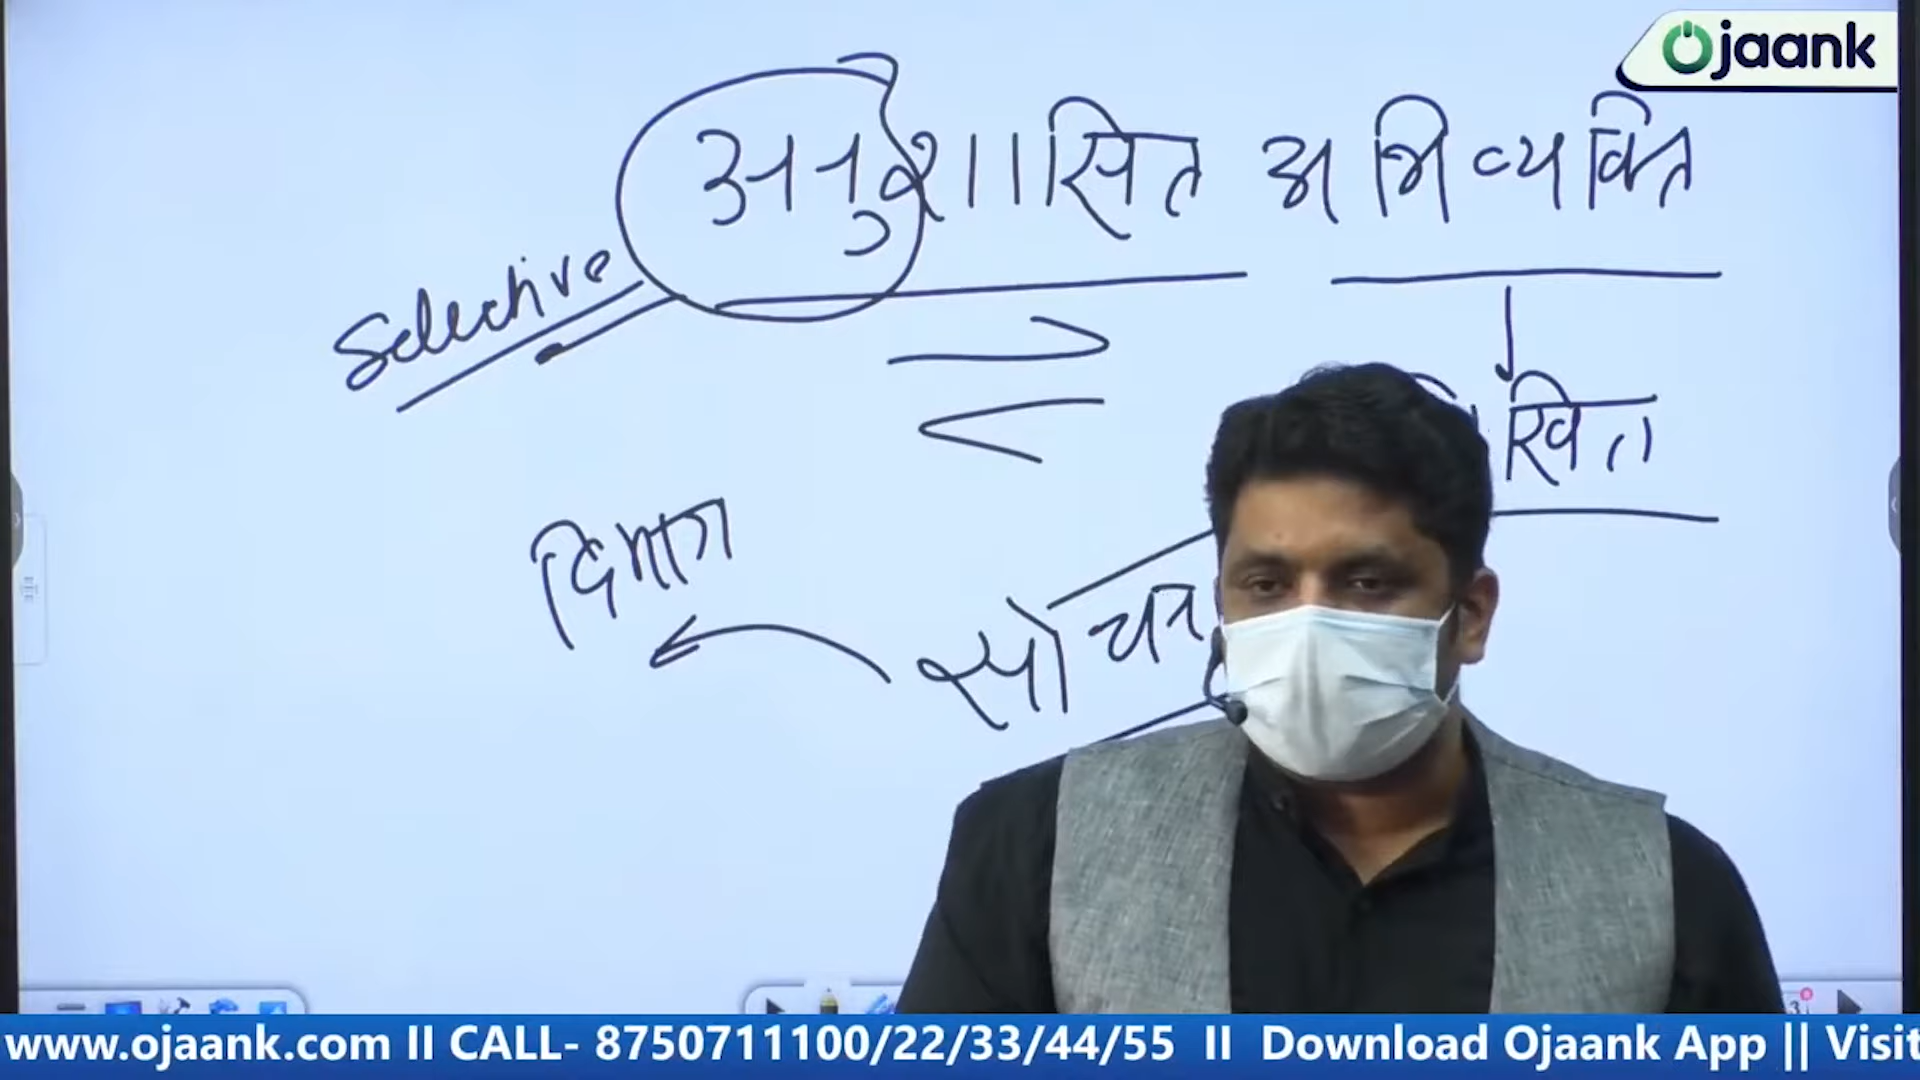 Ojaank
अनुशासित अभिव्यक्ति
selective
दिमाग
www.ojaank.com II CALL- 8750711100/22/33/44/55 II Download Ojaank App || Visit